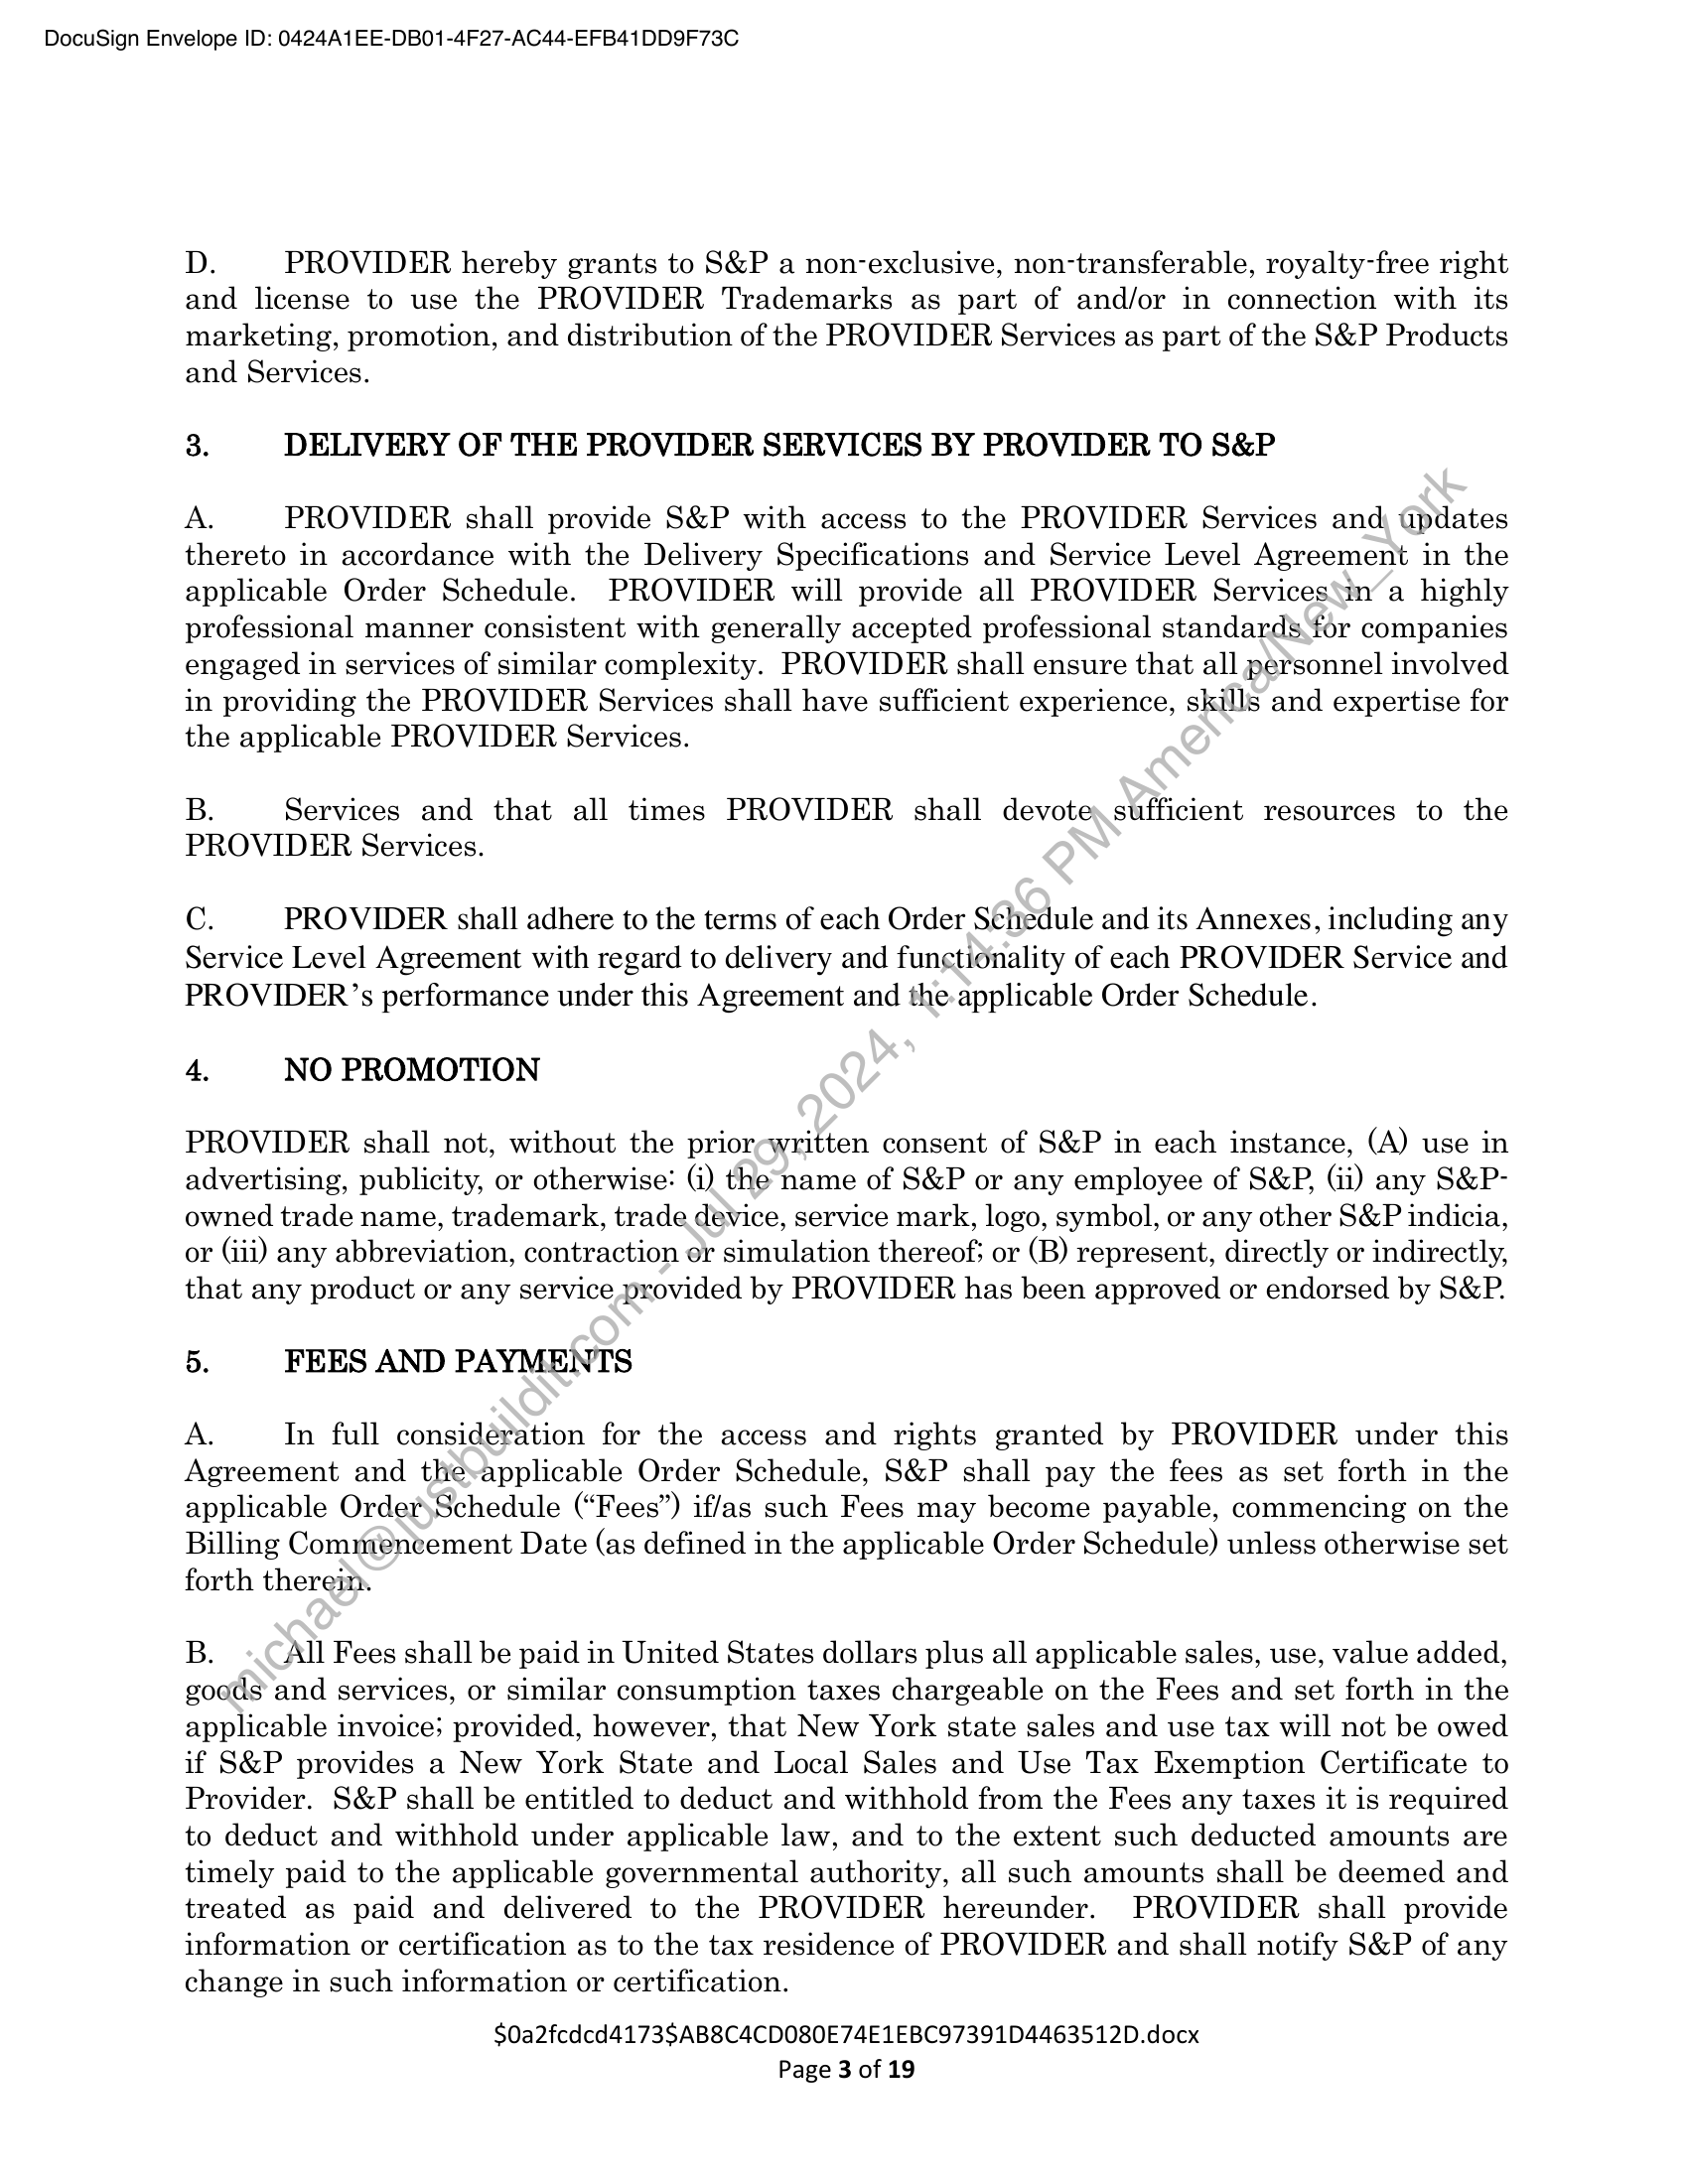 DocuSign Envelope ID: 0424A1EE-DB01-4F27-AC44-EFB41DD9F73C
D. PROVIDER hereby grants to S&P a non-exclusive, non-transferable, royalty-free right
and license to use the PROVIDER Trademarks as part of and/or in connection with its
marketing, promotion, and distribution of the PROVIDER Services as part of the S&P Products
and Services.
3. DELIVERY OF THE PROVIDER SERVICES BY PROVIDER TO S&P
A. PROVIDER shall provide S&P with access to the PROVIDER Services and updates
thereto in accordance with the Delivery Specifications and Service Level Agreement in the
applicable Order Schedule. PROVIDER will provide all PROVIDER Services in a highly
professional manner consistent with generally accepted professional standards for companies
engaged in services of similar complexity. PROVIDER shall ensure that all personnel involved
in providing the PROVIDER Services shall have sufficient experience, skills and expertise for
the applicable PROVIDER Services.
B. Services and that all times PROVIDER shall devote sufficient resources to the
PROVIDER Services.
C. PROVIDER shall adhere to the terms of each Order Schedule and its Annexes, including any
Service Level Agreement with regard to delivery and functionality of each PROVIDER Service and
PROVIDER’s performance under this Agreement and the applicable Order Schedule.
4. NO PROMOTION
PROVIDER shall not, without the prior written consent of S&P in each instance, (A) use in
advertising, publicity, or otherwise: (i) the name of S&P or any employee of S&P, (ii) any S&P-
owned trade name, trademark, trade device, service mark, logo, symbol, or any other S&P indicia,
or (iii) any abbreviation, contraction or simulation thereof; or (B) represent, directly or indirectly,
that any product or any service provided by PROVIDER has been approved or endorsed by S&P.
5. FEES AND PAYMENTS
A. In full consideration for the access and rights granted by PROVIDER under this
Agreement and the applicable Order Schedule, S&P shall pay the fees as set forth in the
applicable Order Schedule (“Fees”) if/as such Fees may become payable, commencing on the
Billing Commencement Date (as defined in the applicable Order Schedule) unless otherwise set
forth therein.
B. All Fees shall be paid in United States dollars plus all applicable sales, use, value added,
goods and services, or similar consumption taxes chargeable on the Fees and set forth in the
applicable invoice; provided, however, that New York state sales and use tax will not be owed
if S&P provides a New York State and Local Sales and Use Tax Exemption Certificate to
Provider. S&P shall be entitled to deduct and withhold from the Fees any taxes it is required
to deduct and withhold under applicable law, and to the extent such deducted amounts are
timely paid to the applicable governmental authority, all such amounts shall be deemed and
treated as paid and delivered to the PROVIDER hereunder. PROVIDER shall provide
information or certification as to the tax residence of PROVIDER and shall notify S&P of any
change in such information or certification.
$0a2fcdcd4173$AB8C4CD080E74E1EBC97391D4463512D.docx
Page 3 of 19
michael@justbuildit.com - Jul 29, 2024, 1:14:36 PM America/New_York